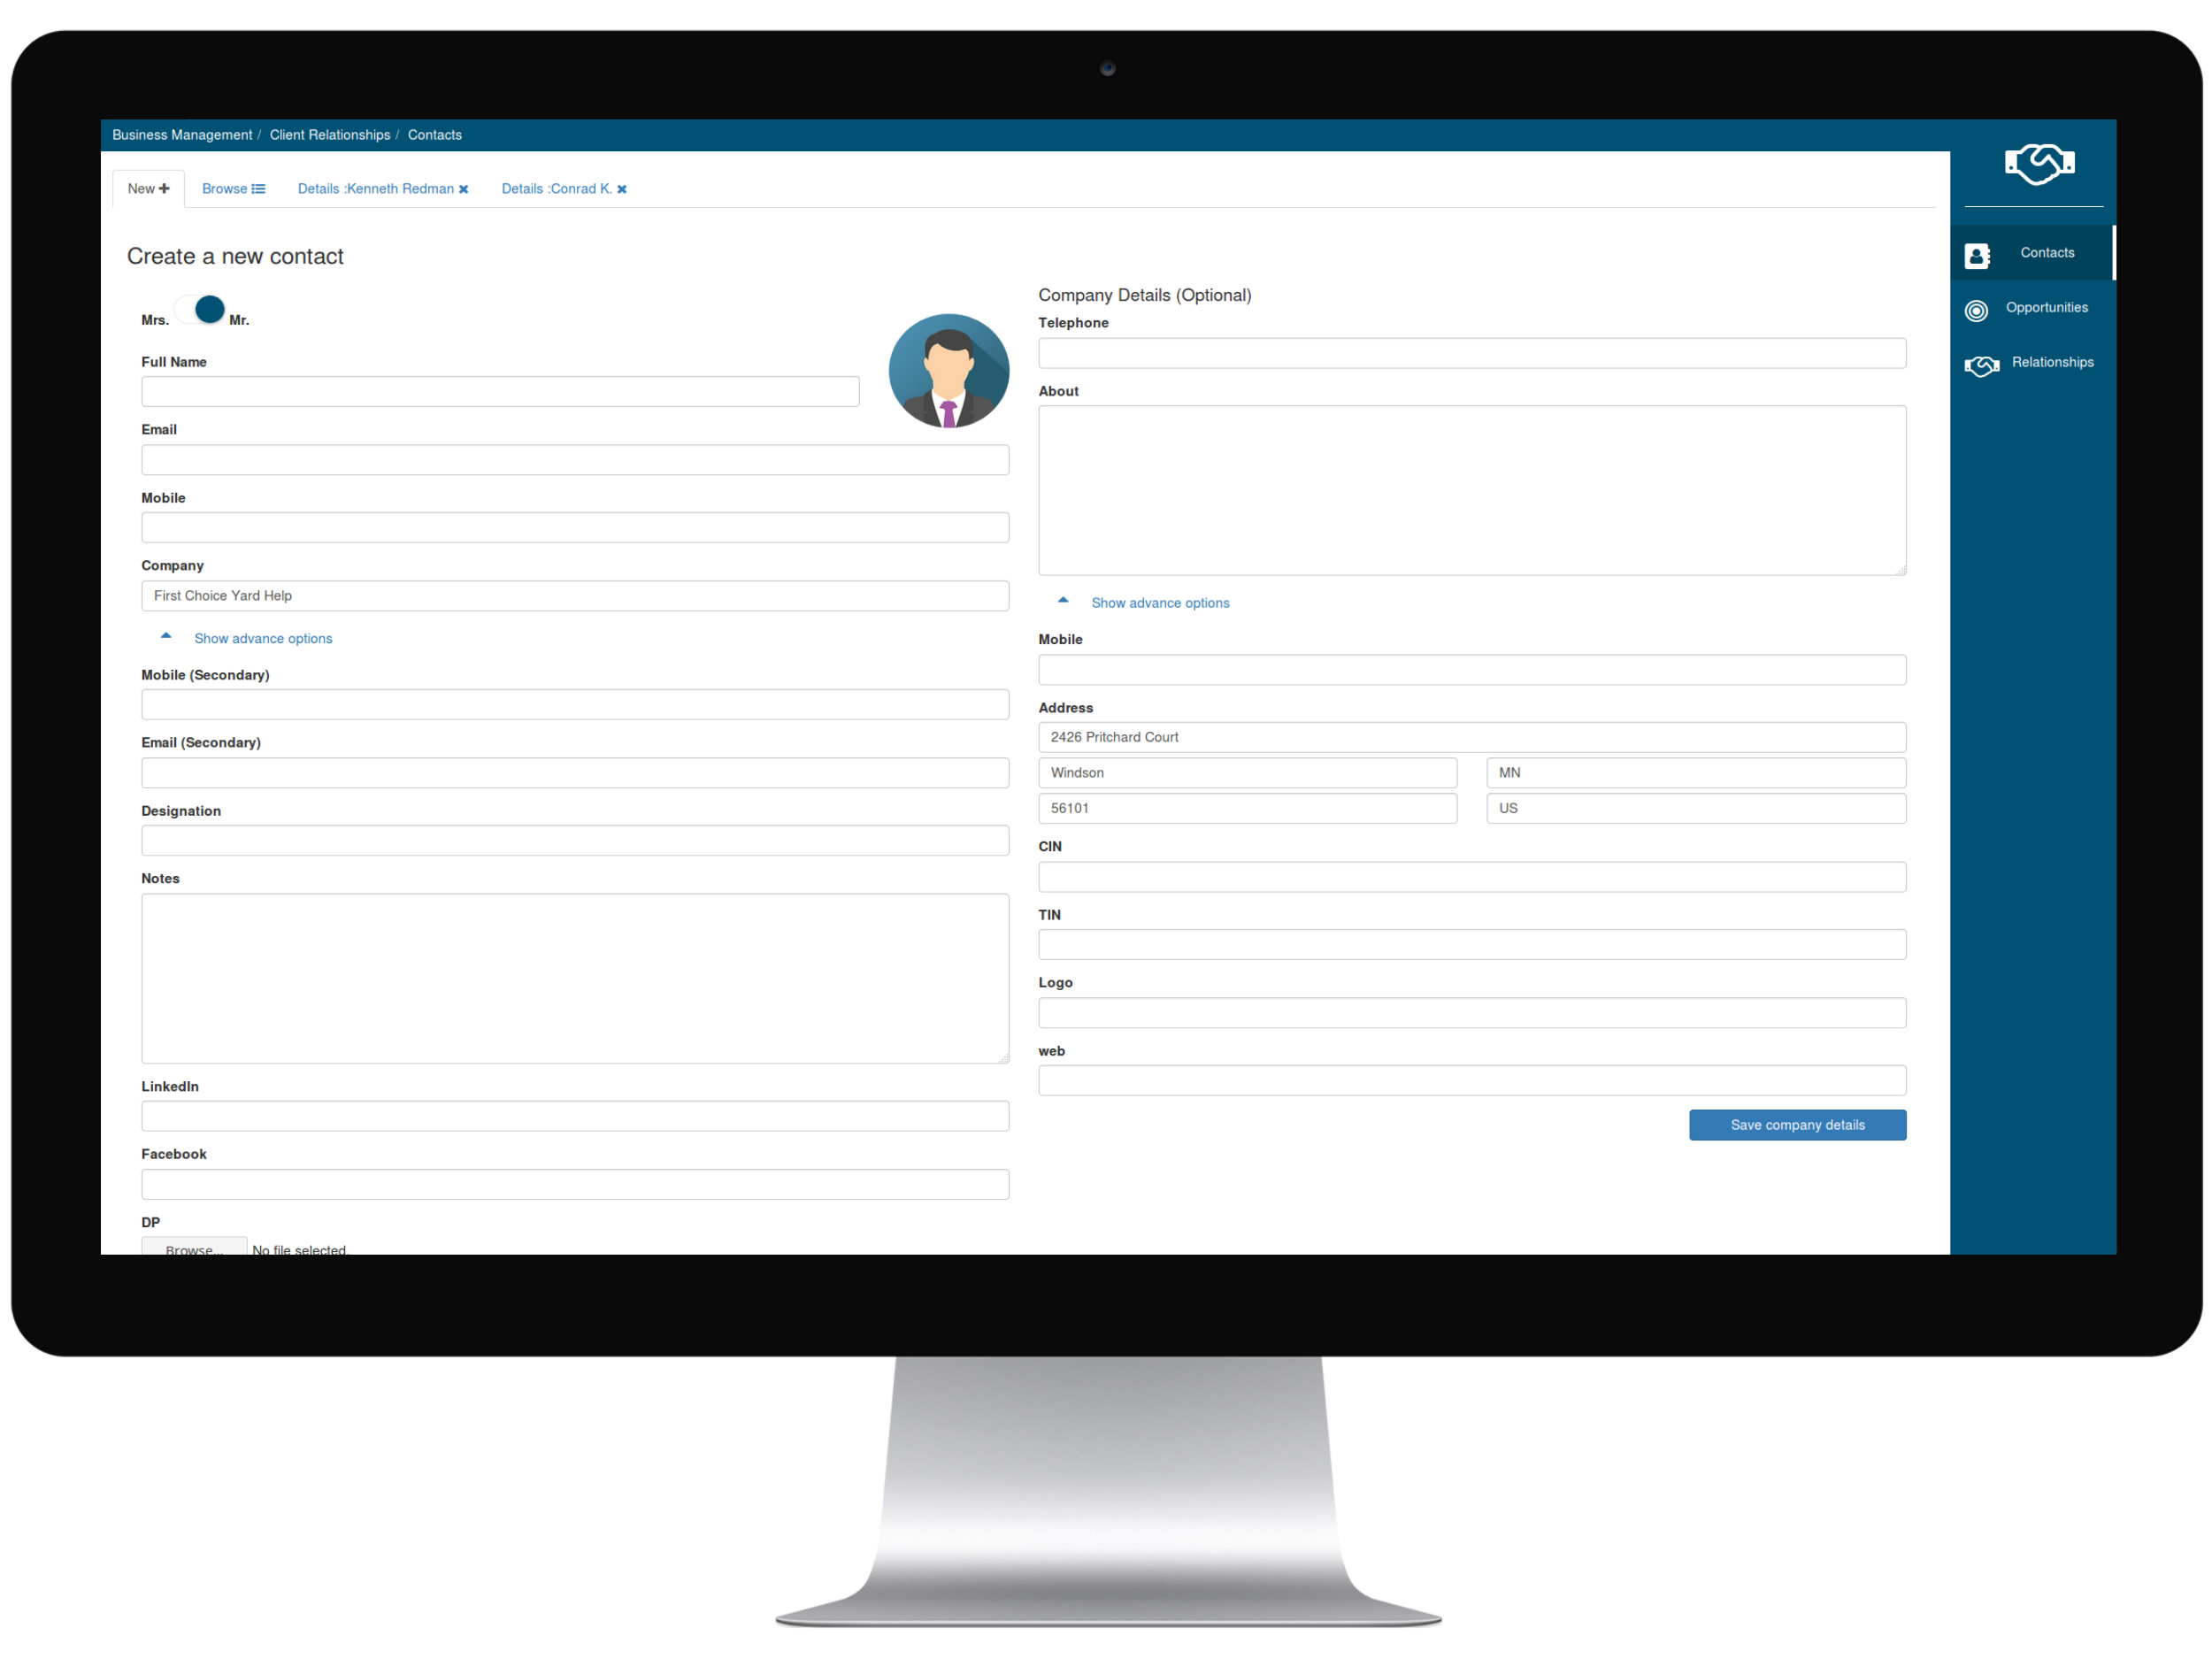 Business Management / Client Relationships / Contacts
New
Browse
Details :Kenneth Redman
Details :Conrad K.
Create a new contact
Mrs.
Mr.
Full Name
Email
Mobile
Company
First Choice Yard Help
Show advance options
Mobile (Secondary)
Email (Secondary)
Designation
Notes
LinkedIn
Facebook
DP
Browse... No file selected
Company Details (Optional)
Telephone
About
Show advance options
Mobile
Address
2426 Pritchard Court
Windson
MN
56101
US
CIN
TIN
Logo
web
Save company details
Contacts
Opportunities
Relationships